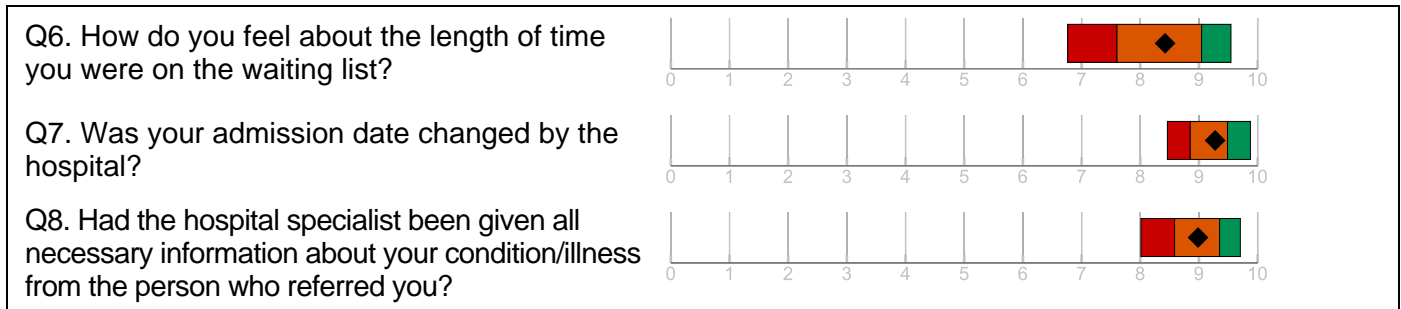 Q6. How do you feel about the length of time
you were on the waiting list?
0 1 2 3 4 5 6 7 8 9 10
Q7. Was your admission date changed by the
hospital?
0 1 2 3 4 5 6 7 8 9 10
Q8. Had the hospital specialist been given all
necessary information about your condition/illness
from the person who referred you?
0 1 2 3 4 5 6 7 8 9 10